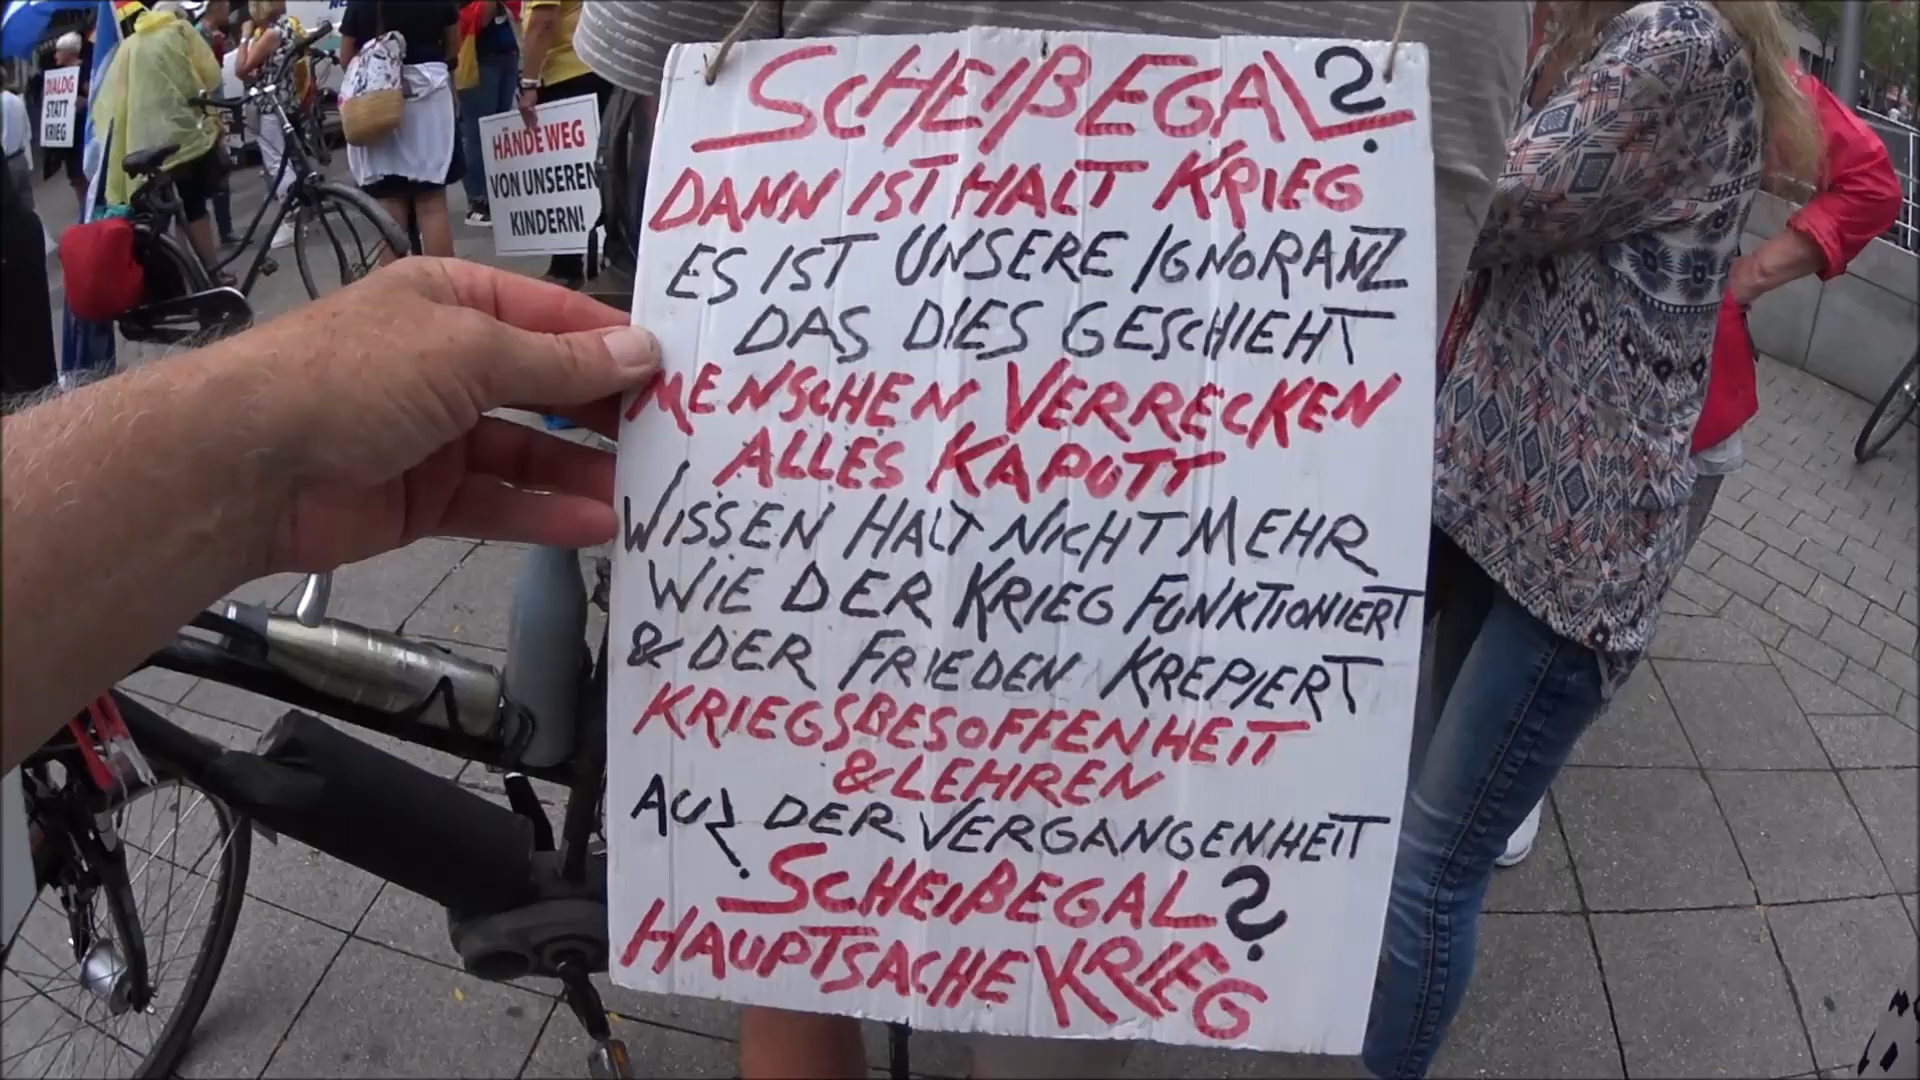 DIALOG
STATT
KRIEG
HÄNDE WEG
VON UNSEREN
KINDERN!
SCHEIßEGAL?
DANN IST HALT KRIEG
ES IST UNSERE IGNORANZ
DAS DIES GESCHIEHT
MENSCHEN VERRECKEN
ALLES KAPUTT
WISSEN HALT NICHT MEHR
WIE DER KRIEG FUNKTIONIERT
& DER FRIEDEN KREPIERT
KRIEGSBESOFFENHEIT
& LEHREN
AUS DER VERGANGENHEIT
SCHEIßEGAL?
HAUPTSACHE KRIEG